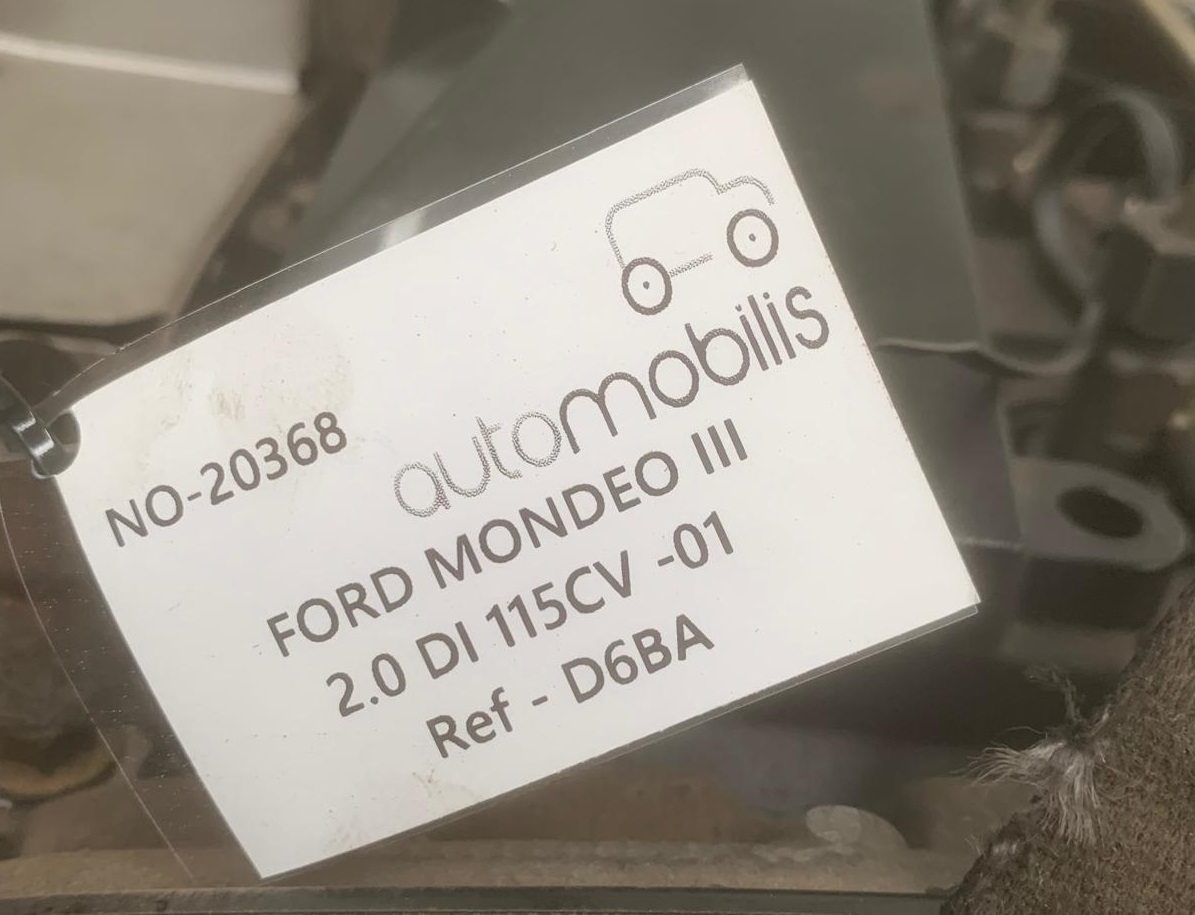 automobilis
NO-20368
FORD MONDEO III
2.0 DI 115CV -01
Ref - D6BA